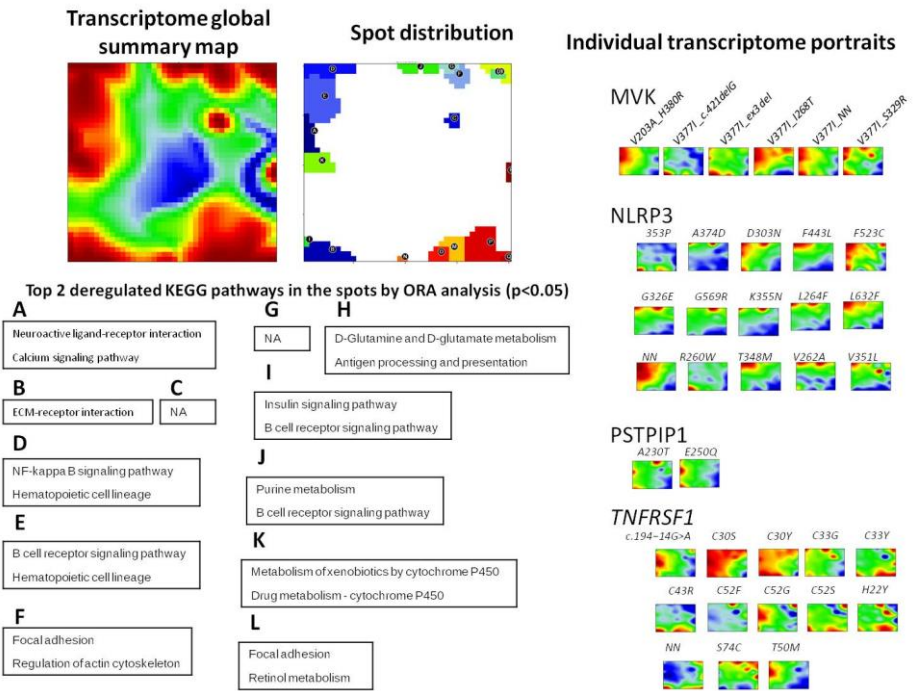 Transcriptome global
summary map
Spot distribution
Individual transcriptome portraits
MVK
V203A_H380R V377I_c.421delG V377I_ex3del V377I_I268T V377I_NN V377I_S329R
NLRP3
353P A374D D303N F443L F523C
G326E G569R K355N L264F L632F
NN R260W T348M V262A V351L
PSTPIP1
A230T E250Q
TNFRSF1
c.194–14G>A C30S C30Y C33G C33Y
C43R C52F C52G C52S H22Y
NN S74C T50M
Top 2 deregulated KEGG pathways in the spots by ORA analysis (p<0.05)
A
Neuroactive ligand-receptor interaction
Calcium signaling pathway
B
ECM-receptor interaction
C
NA
D
NF-kappa B signaling pathway
Hematopoietic cell lineage
E
B cell receptor signaling pathway
Hematopoietic cell lineage
F
Focal adhesion
Regulation of actin cytoskeleton
G
NA
H
D-Glutamine and D-glutamate metabolism
Antigen processing and presentation
I
Insulin signaling pathway
B cell receptor signaling pathway
J
Purine metabolism
B cell receptor signaling pathway
K
Metabolism of xenobiotics by cytochrome P450
Drug metabolism - cytochrome P450
L
Focal adhesion
Retinol metabolism